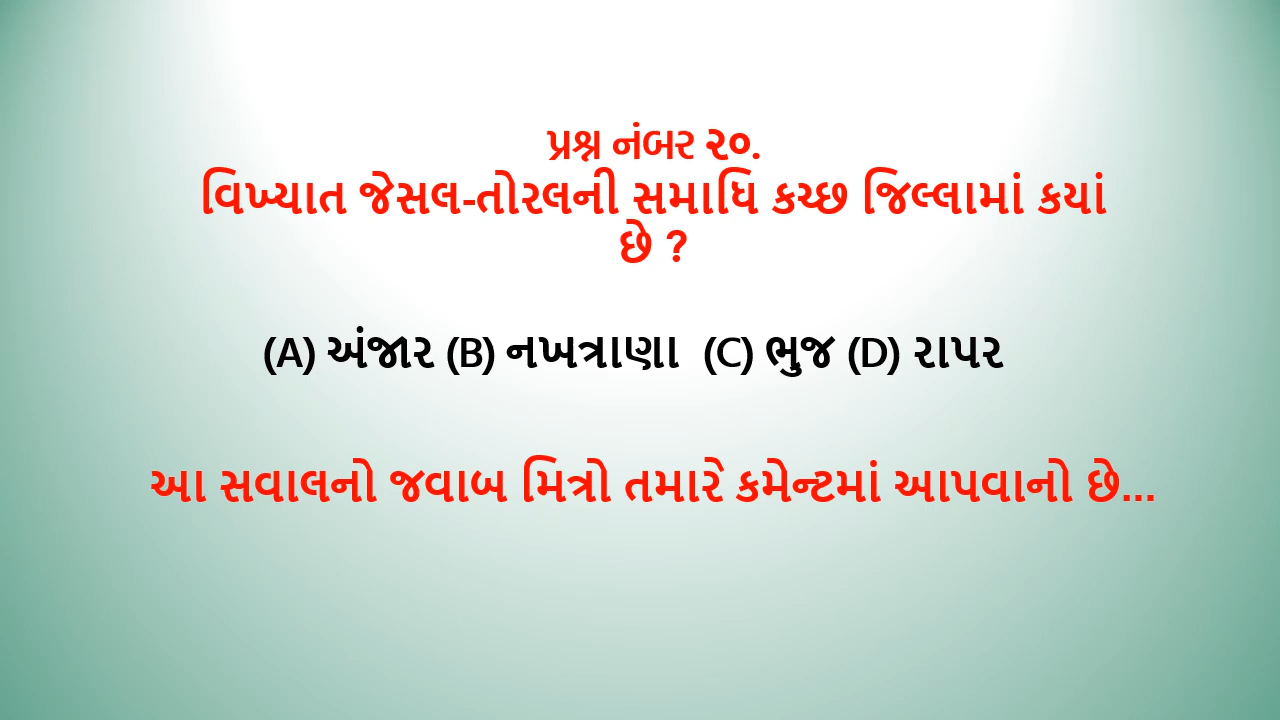 પ્રશ્ન નંબર ૨૦.
વિખ્યાત જેસલ-તોરલની સમાધિ કચ્છ જિલ્લામાં કયાં
છે ?
(A) અંજાર (B) નખત્રાણા (C) ભુજ (D) રાપર
આ સવાલનો જવાબ મિત્રો તમારે કમેન્ટમાં આપવાનો છે...